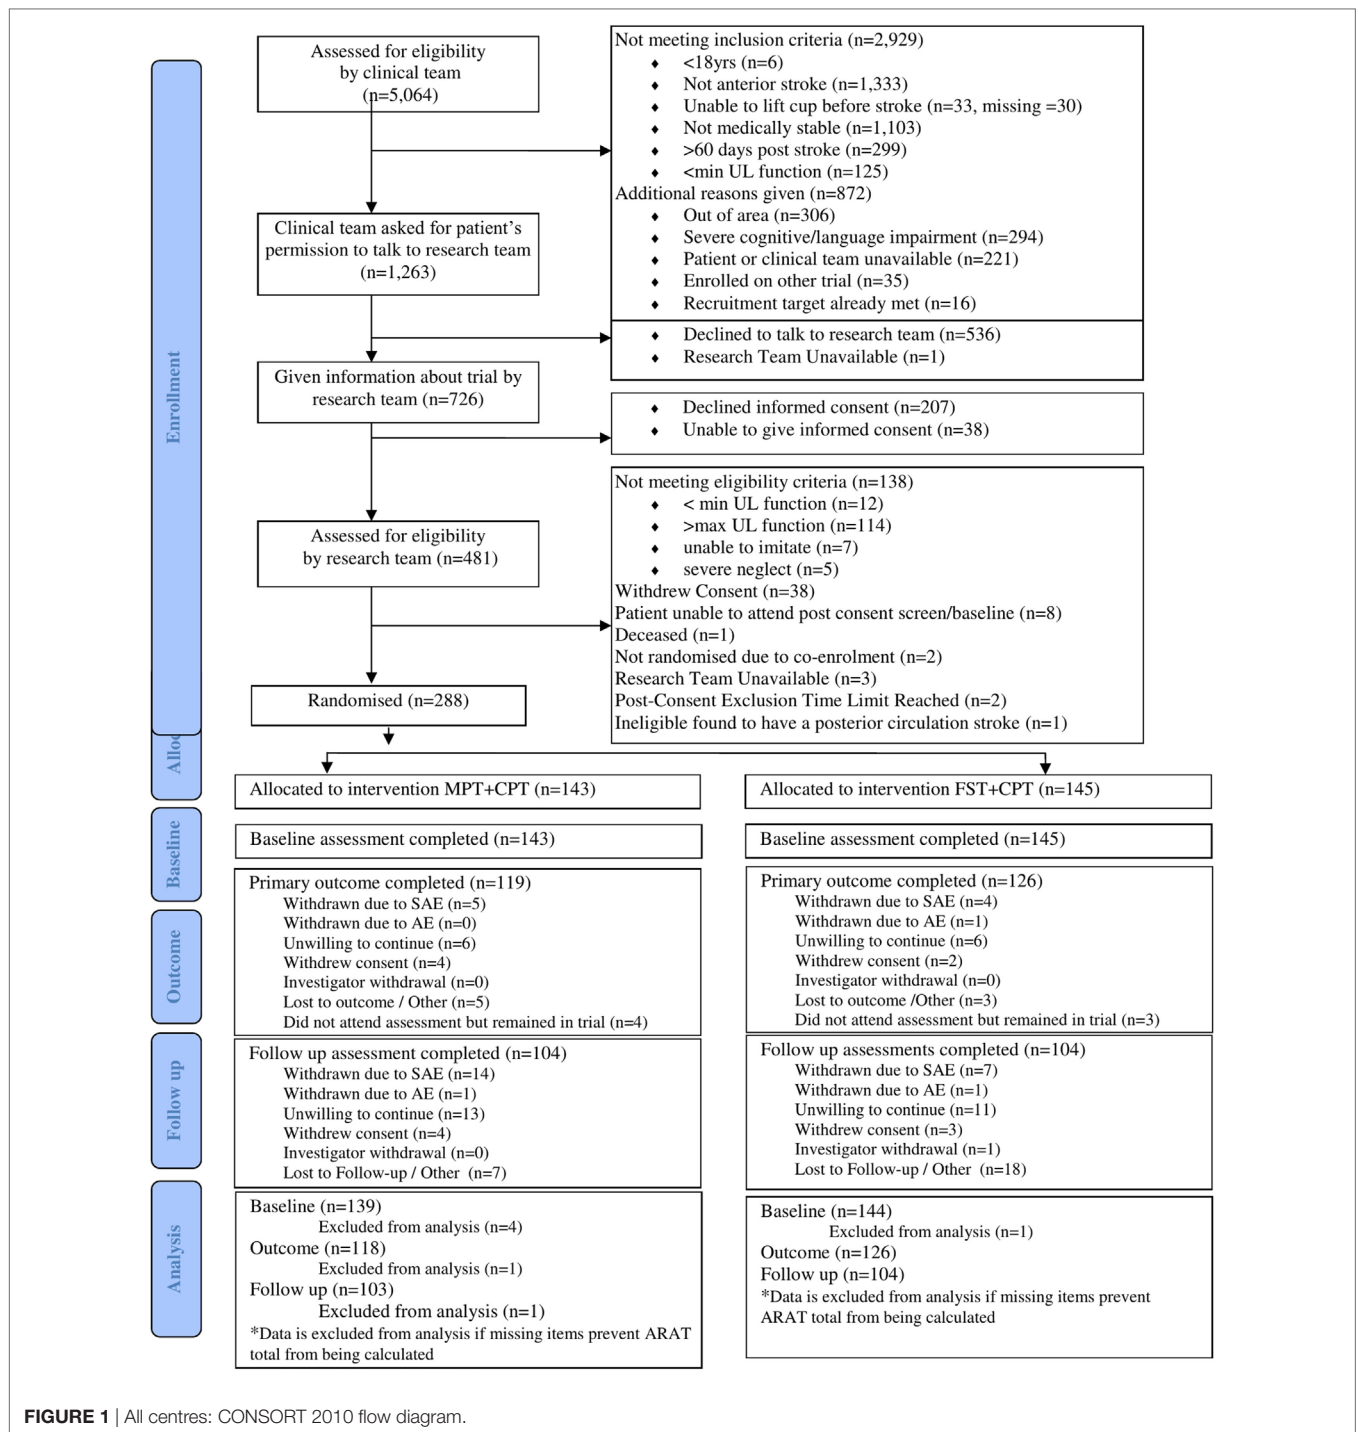 Assessed for eligibility
by clinical team
(n=5,064)
Not meeting inclusion criteria (n=2,929)
♦ <18yrs (n=6)
♦ Not anterior stroke (n=1,333)
♦ Unable to lift cup before stroke (n=33, missing =30)
♦ Not medically stable (n=1,103)
♦ >60 days post stroke (n=299)
♦ <min UL function (n=125)
Additional reasons given (n=872)
♦ Out of area (n=306)
♦ Severe cognitive/language impairment (n=294)
♦ Patient or clinical team unavailable (n=221)
♦ Enrolled on other trial (n=35)
♦ Recruitment target already met (n=16)
Clinical team asked for patient's
permission to talk to research team
(n=1,263)
♦ Declined to talk to research team (n=536)
♦ Research Team Unavailable (n=1)
Given information about trial by
research team (n=726)
♦ Declined informed consent (n=207)
♦ Unable to give informed consent (n=38)
Enrollment
Assessed for eligibility
by research team (n=481)
Not meeting eligibility criteria (n=138)
♦ < min UL function (n=12)
♦ >max UL function (n=114)
♦ unable to imitate (n=7)
♦ severe neglect (n=5)
Withdrew Consent (n=38)
Patient unable to attend post consent screen/baseline (n=8)
Deceased (n=1)
Not randomised due to co-enrolment (n=2)
Research Team Unavailable (n=3)
Post-Consent Exclusion Time Limit Reached (n=2)
Ineligible found to have a posterior circulation stroke (n=1)
Randomised (n=288)
Alloc
Allocated to intervention MPT+CPT (n=143)
Allocated to intervention FST+CPT (n=145)
Baseline
Baseline assessment completed (n=143)
Baseline assessment completed (n=145)
Outcome
Primary outcome completed (n=119)
Withdrawn due to SAE (n=5)
Withdrawn due to AE (n=0)
Unwilling to continue (n=6)
Withdrew consent (n=4)
Investigator withdrawal (n=0)
Lost to outcome / Other (n=5)
Did not attend assessment but remained in trial (n=4)
Primary outcome completed (n=126)
Withdrawn due to SAE (n=4)
Withdrawn due to AE (n=1)
Unwilling to continue (n=6)
Withdrew consent (n=2)
Investigator withdrawal (n=0)
Lost to outcome /Other (n=3)
Did not attend assessment but remained in trial (n=3)
Follow up
Follow up assessment completed (n=104)
Withdrawn due to SAE (n=14)
Withdrawn due to AE (n=1)
Unwilling to continue (n=13)
Withdrew consent (n=4)
Investigator withdrawal (n=0)
Lost to Follow-up / Other (n=7)
Follow up assessments completed (n=104)
Withdrawn due to SAE (n=7)
Withdrawn due to AE (n=1)
Unwilling to continue (n=11)
Withdrew consent (n=3)
Investigator withdrawal (n=1)
Lost to Follow-up / Other (n=18)
Analysis
Baseline (n=139)
Excluded from analysis (n=4)
Outcome (n=118)
Excluded from analysis (n=1)
Follow up (n=103)
Excluded from analysis (n=1)
*Data is excluded from analysis if missing items prevent ARAT
total from being calculated
Baseline (n=144)
Excluded from analysis (n=1)
Outcome (n=126)
Follow up (n=104)
*Data is excluded from analysis if missing items prevent
ARAT total from being calculated
FIGURE 1 | All centres: CONSORT 2010 flow diagram.